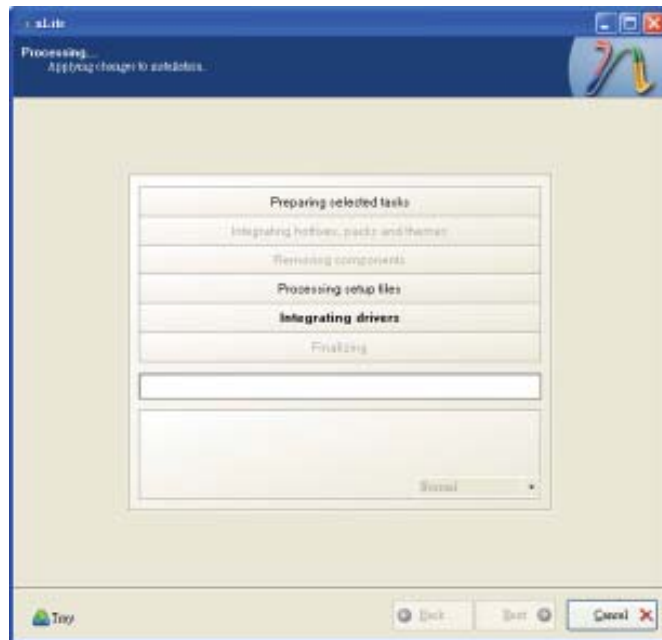 nLite
Processing...
Applying changes to installation.
Preparing selected tasks
Integrating hotfixes, packs and themes
Removing components
Processing setup files
Integrating drivers
Finalizing
Normal
Tray
Back
Next
Cancel